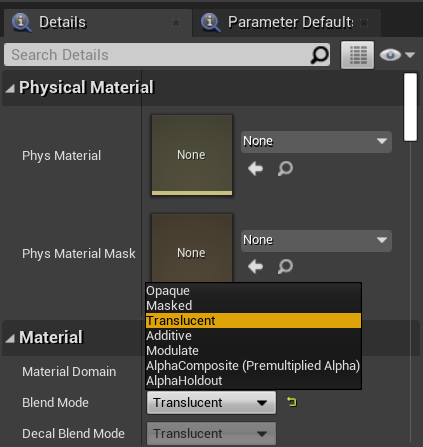 Details
Parameter Defaults
Search Details
Physical Material
Phys Material
None
None
Phys Material Mask
None
None
Opaque
Masked
Translucent
Additive
Modulate
AlphaComposite (Premultiplied Alpha)
AlphaHoldout
Material
Material Domain
Blend Mode
Translucent
Decal Blend Mode
Translucent